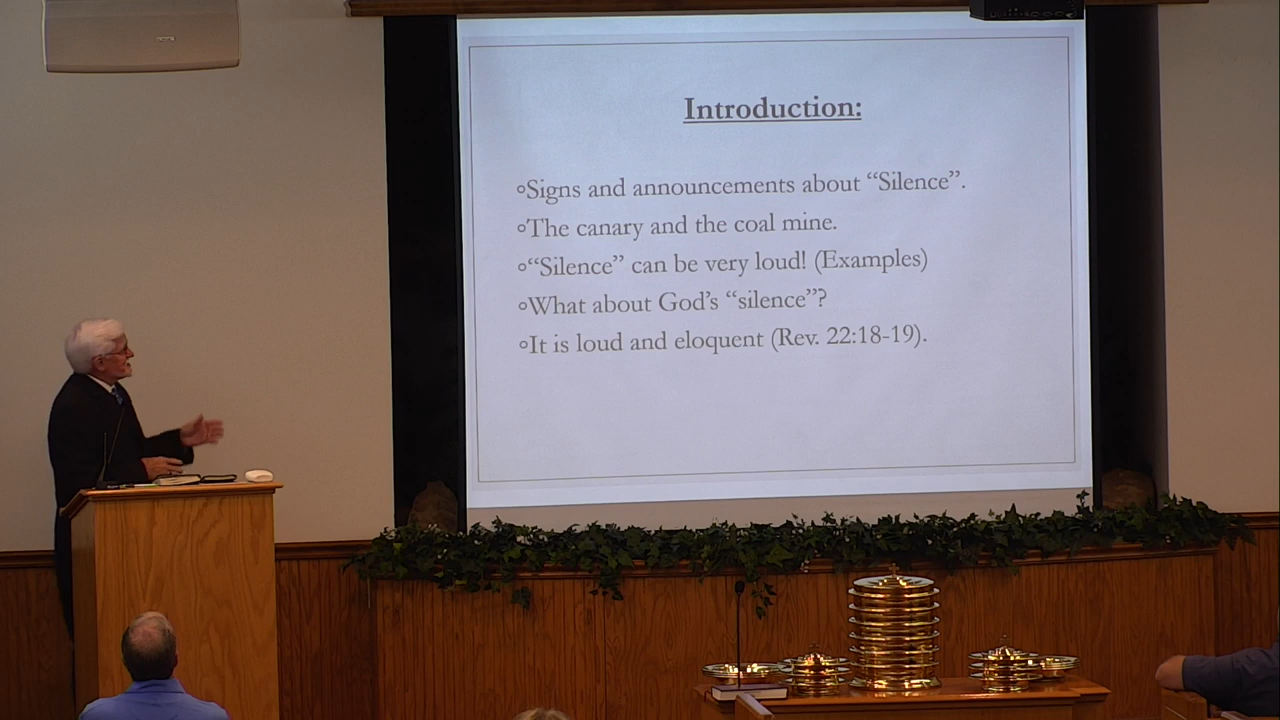 Introduction:
◦Signs and announcements about “Silence”.
◦The canary and the coal mine.
◦“Silence” can be very loud! (Examples)
◦What about God’s “silence”?
◦It is loud and eloquent (Rev. 22:18-19).